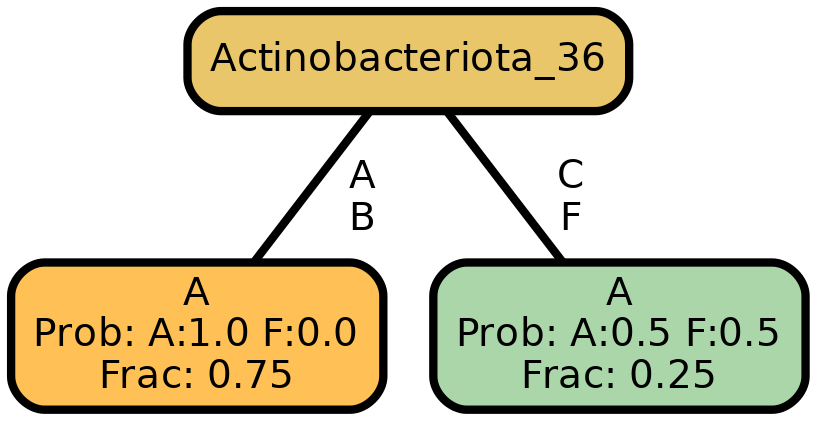 Actinobacteriota_36
A
B
C
F
A
Prob: A:1.0 F:0.0
Frac: 0.75
A
Prob: A:0.5 F:0.5
Frac: 0.25